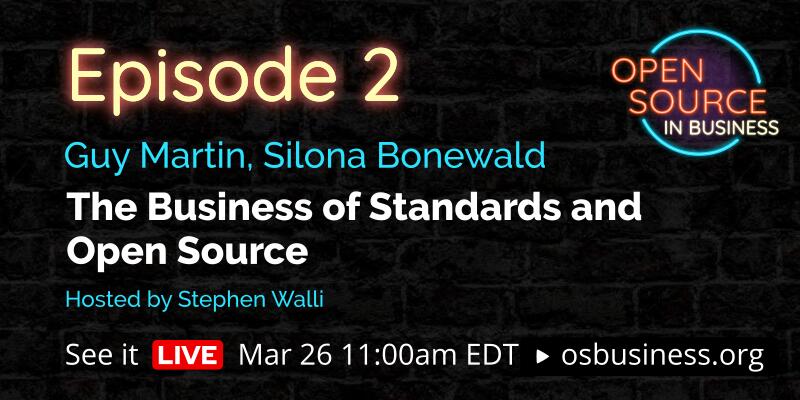 Episode 2
OPEN
SOURCE
IN BUSINESS
Guy Martin, Silona Bonewald
The Business of Standards and
Open Source
Hosted by Stephen Walli
See it LIVE Mar 26 11:00am EDT ▶ osbusiness.org